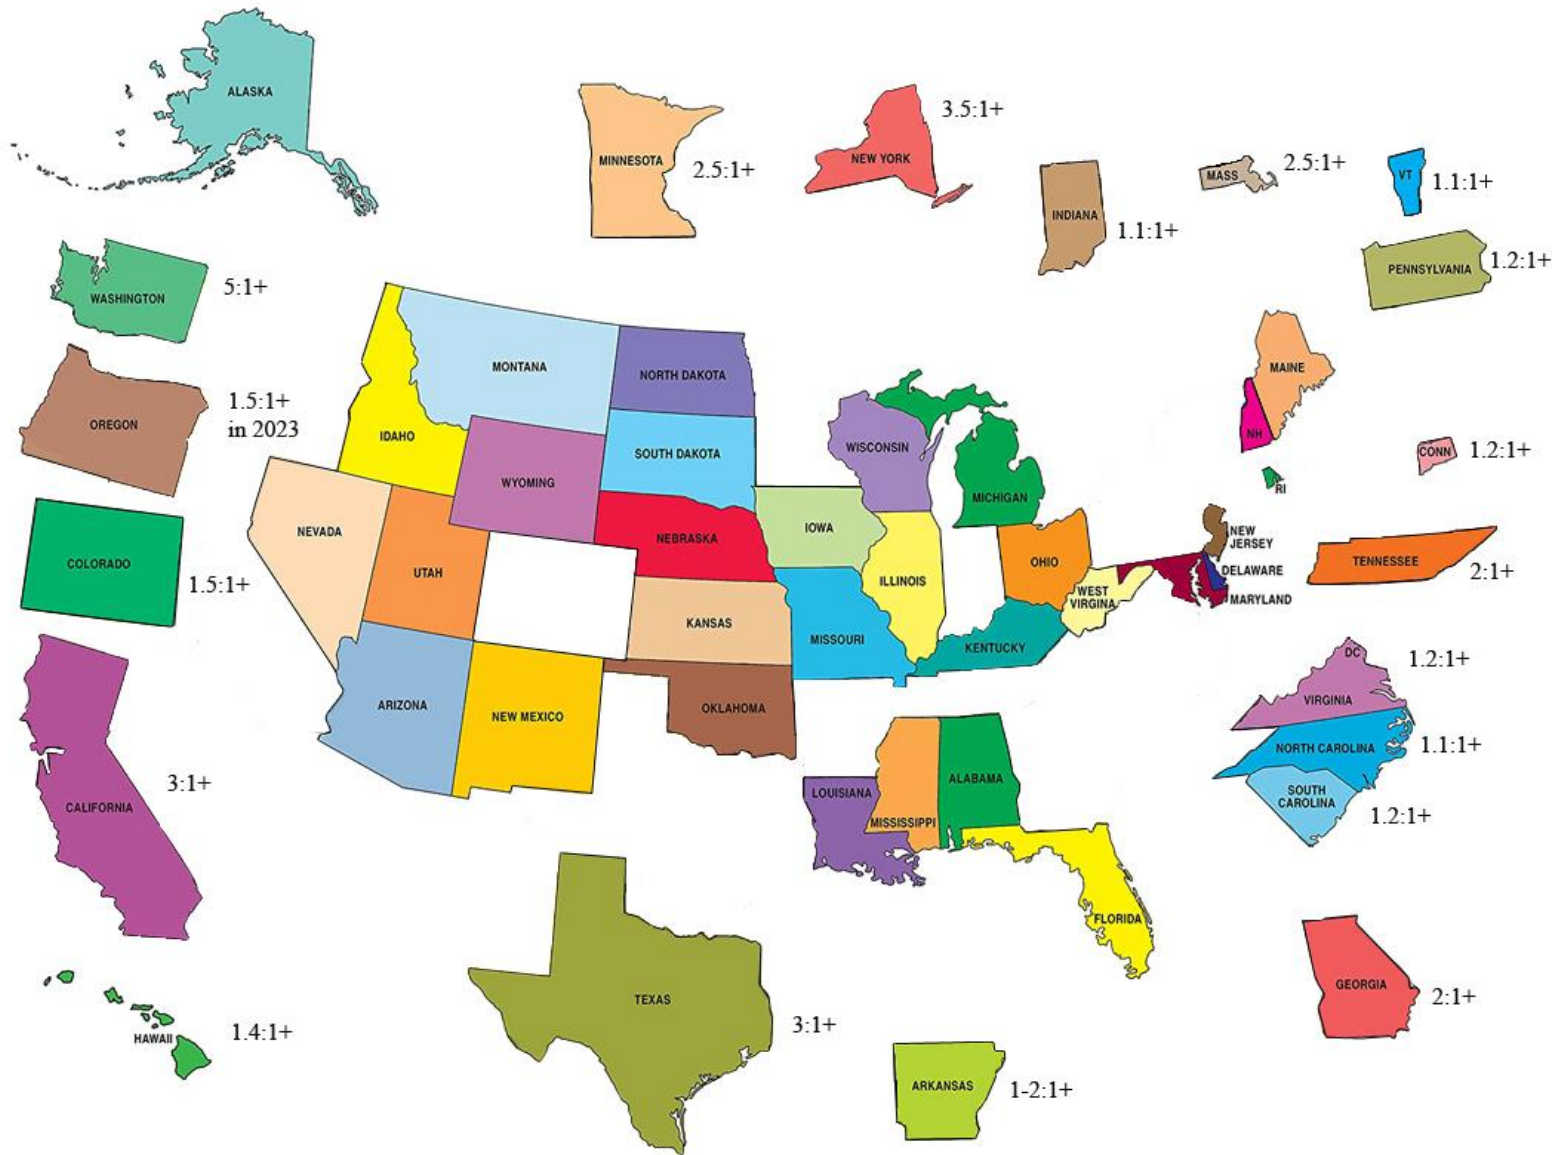 ALASKA
MINNESOTA
2.5:1+
NEW YORK
3.5:1+
INDIANA
1.1:1+
MASS
2.5:1+
VT
1.1:1+
PENNSYLVANIA
1.2:1+
WASHINGTON
5:1+
OREGON
1.5:1+
in 2023
COLORADO
1.5:1+
CALIFORNIA
3:1+
HAWAII
1.4:1+
MONTANA
NORTH DAKOTA
IDAHO
SOUTH DAKOTA
WYOMING
NEVADA
UTAH
NEBRASKA
KANSAS
ARIZONA
NEW MEXICO
OKLAHOMA
WISCONSIN
MICHIGAN
IOWA
ILLINOIS
OHIO
MISSOURI
KENTUCKY
WEST
VIRGINA
MAINE
NH
RI
CONN
1.2:1+
NEW
JERSEY
DELAWARE
MARYLAND
TENNESSEE
2:1+
DC
1.2:1+
VIRGINIA
NORTH CAROLINA
1.1:1+
SOUTH
CAROLINA
1.2:1+
LOUISIANA
MISSISSIPPI
ALABAMA
FLORIDA
GEORGIA
2:1+
TEXAS
3:1+
ARKANSAS
1-2:1+